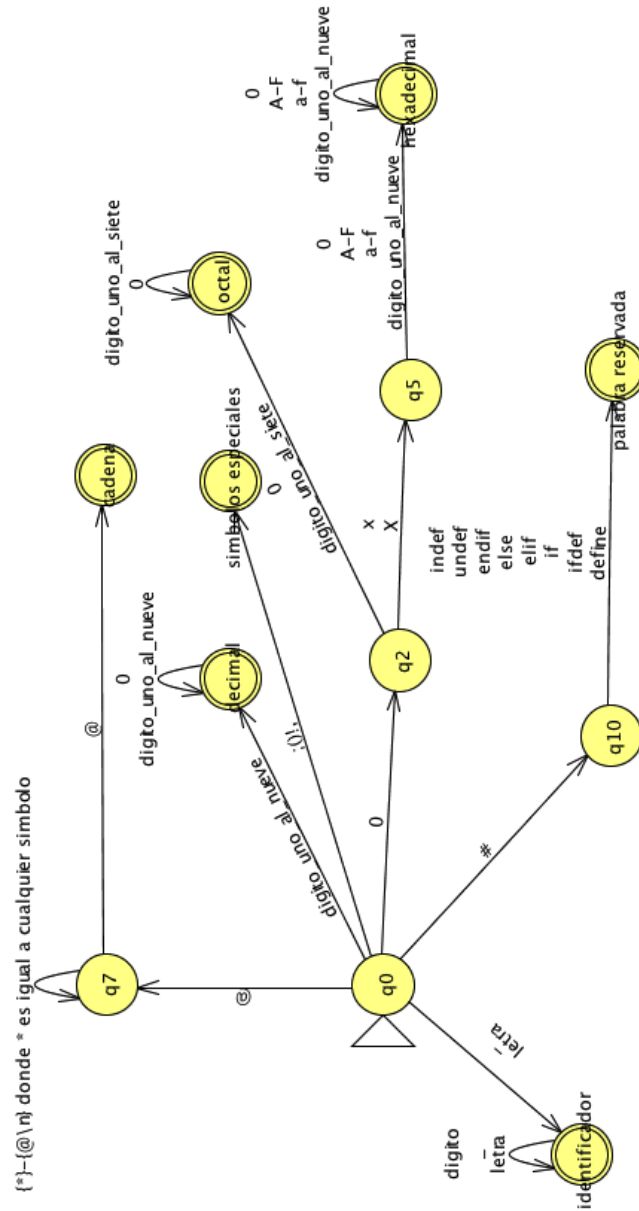 {*}-{@\n} donde * es igual a cualquier simbolo
q7
@
cadena
@
0
digito_uno_al_nueve
decimal
digito_uno_al_nueve
simbolos especiales
;()!,
0
digito_uno_al_siete
octal
0
digito_uno_al_siete
q0
0
q2
x
X
q5
0
A-F
a-f
digito_uno_al_nueve
0
A-F
a-f
digito_uno_al_nueve
hexadecimal
#
q10
indef
undef
endif
else
elif
if
ifdef
define
palabra reservada
_
letra
digito
_
letra
identificador